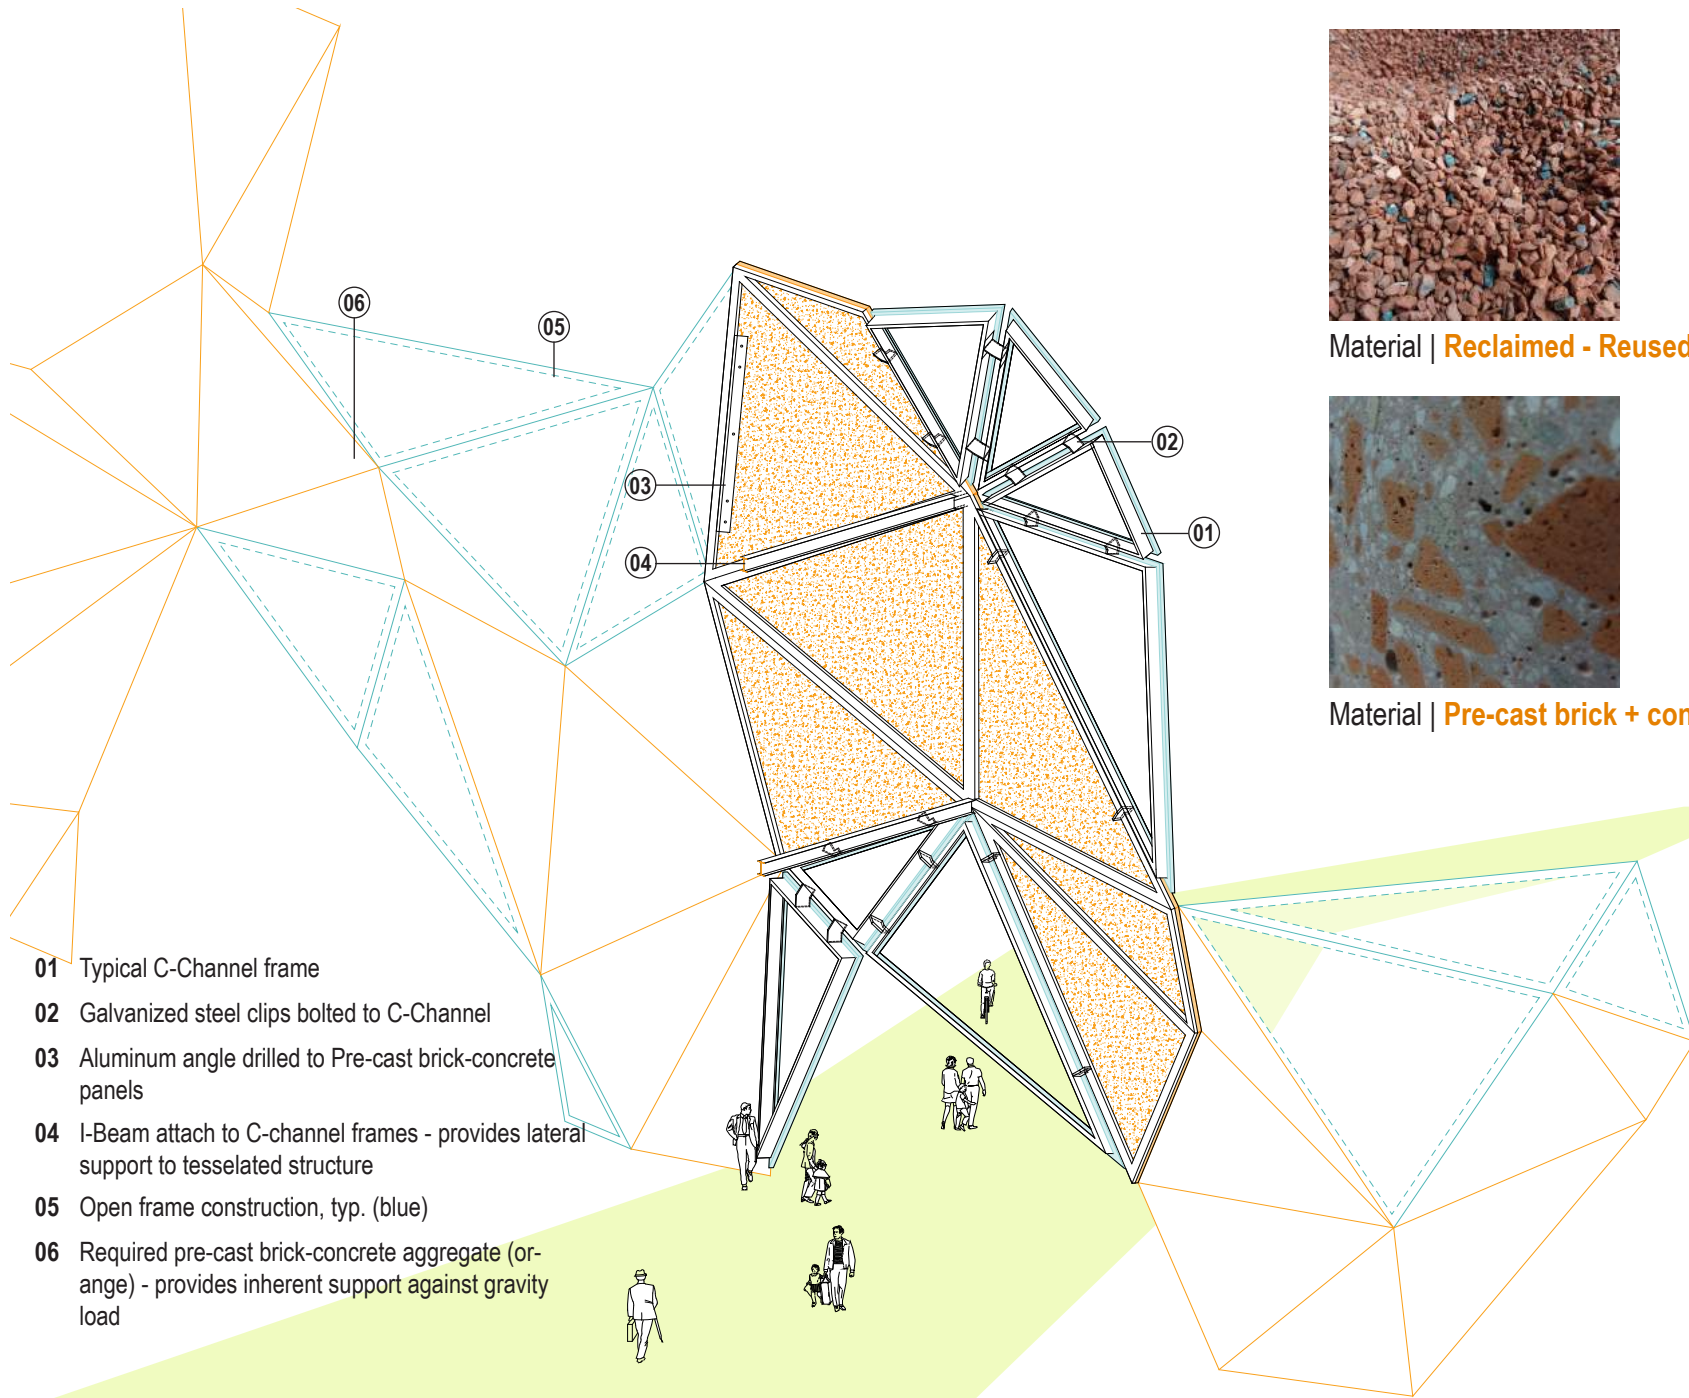 06
05
03
04
02
01
Material | Reclaimed - Reused
Material | Pre-cast brick +
01 Typical C-Channel frame
02 Galvanized steel clips bolted to C-Channel
03 Aluminum angle drilled to Pre-cast brick-concrete
panels
04 I-Beam attach to C-channel frames - provides lateral
support to tesselated structure
05 Open frame construction, typ. (blue)
06 Required pre-cast brick-concrete aggregate (or-
ange) - provides inherent support against gravity
load